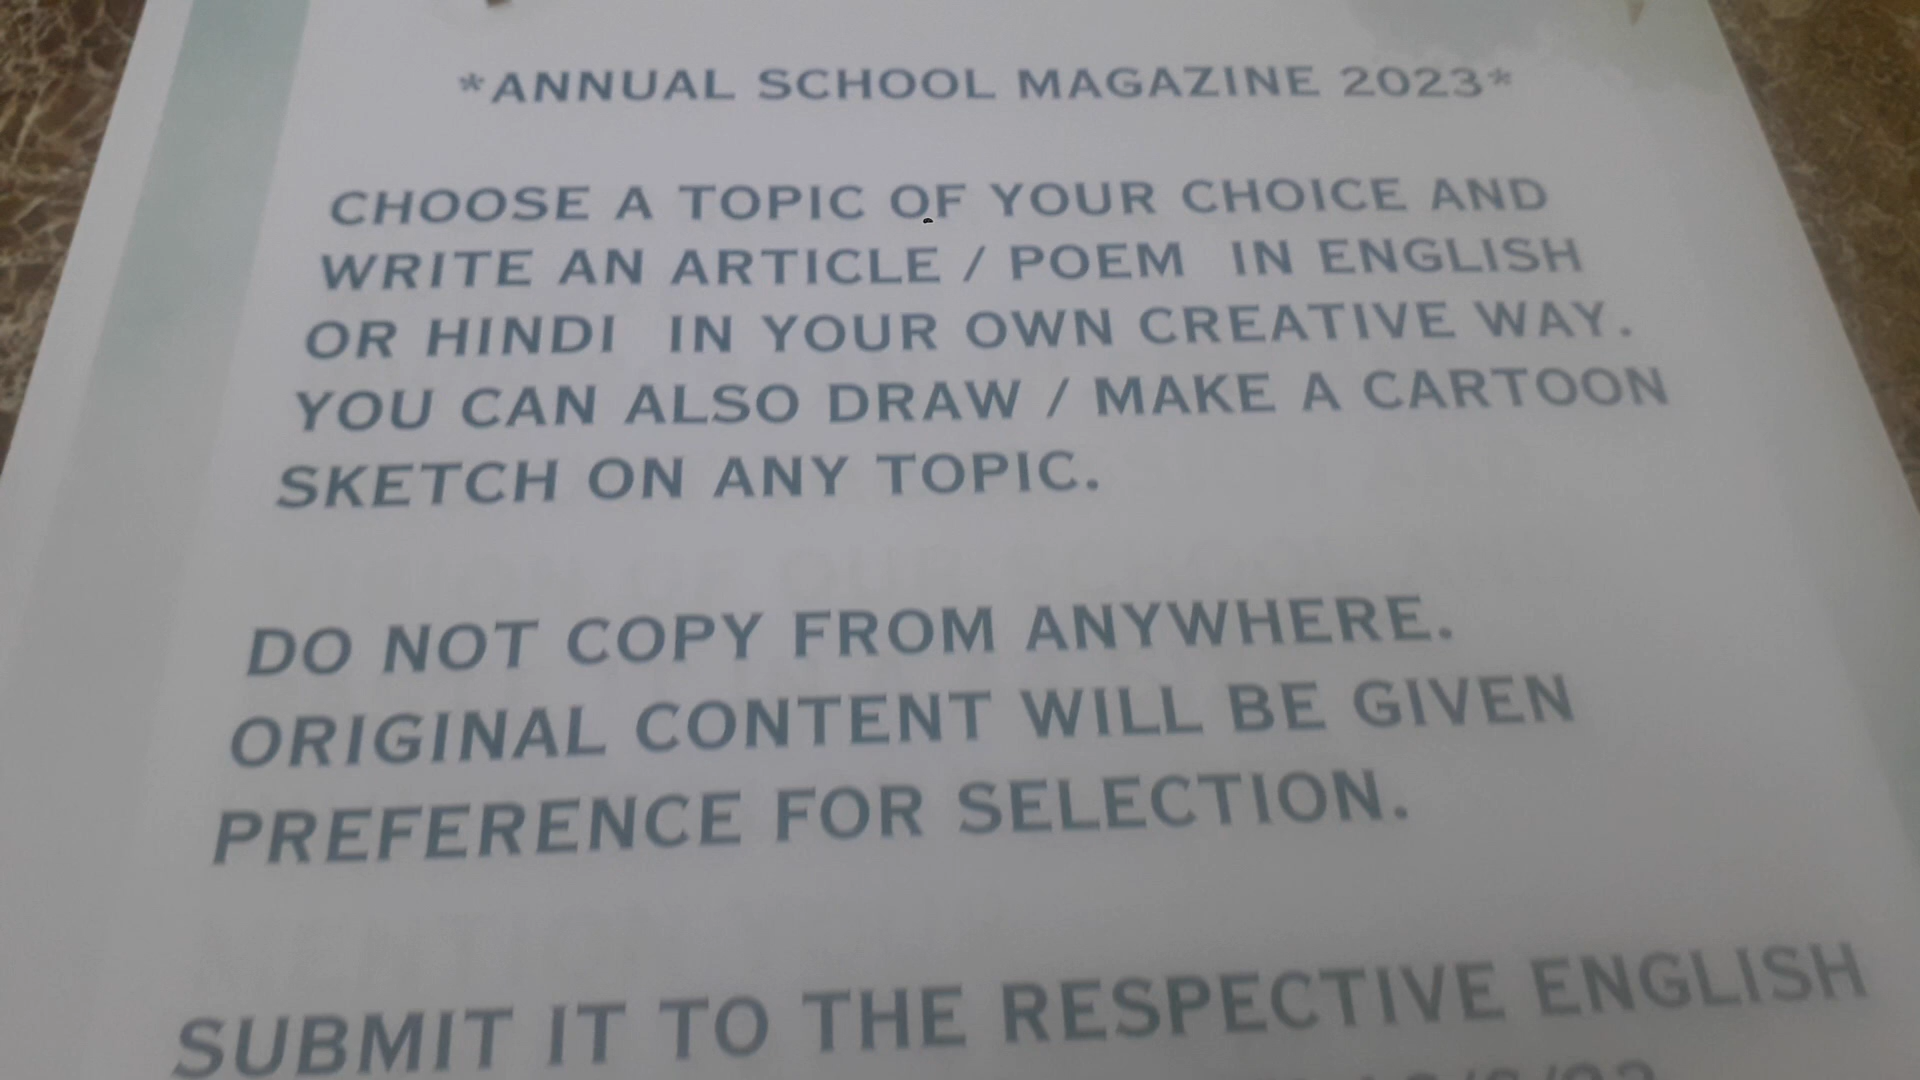 *ANNUAL SCHOOL MAGAZINE 2023*
CHOOSE A TOPIC OF YOUR CHOICE AND
WRITE AN ARTICLE / POEM IN ENGLISH
OR HINDI IN YOUR OWN CREATIVE WAY.
YOU CAN ALSO DRAW / MAKE A CARTOON
SKETCH ON ANY TOPIC.
DO NOT COPY FROM ANYWHERE.
ORIGINAL CONTENT WILL BE GIVEN
PREFERENCE FOR SELECTION.
SUBMIT IT TO THE RESPECTIVE ENGLISH